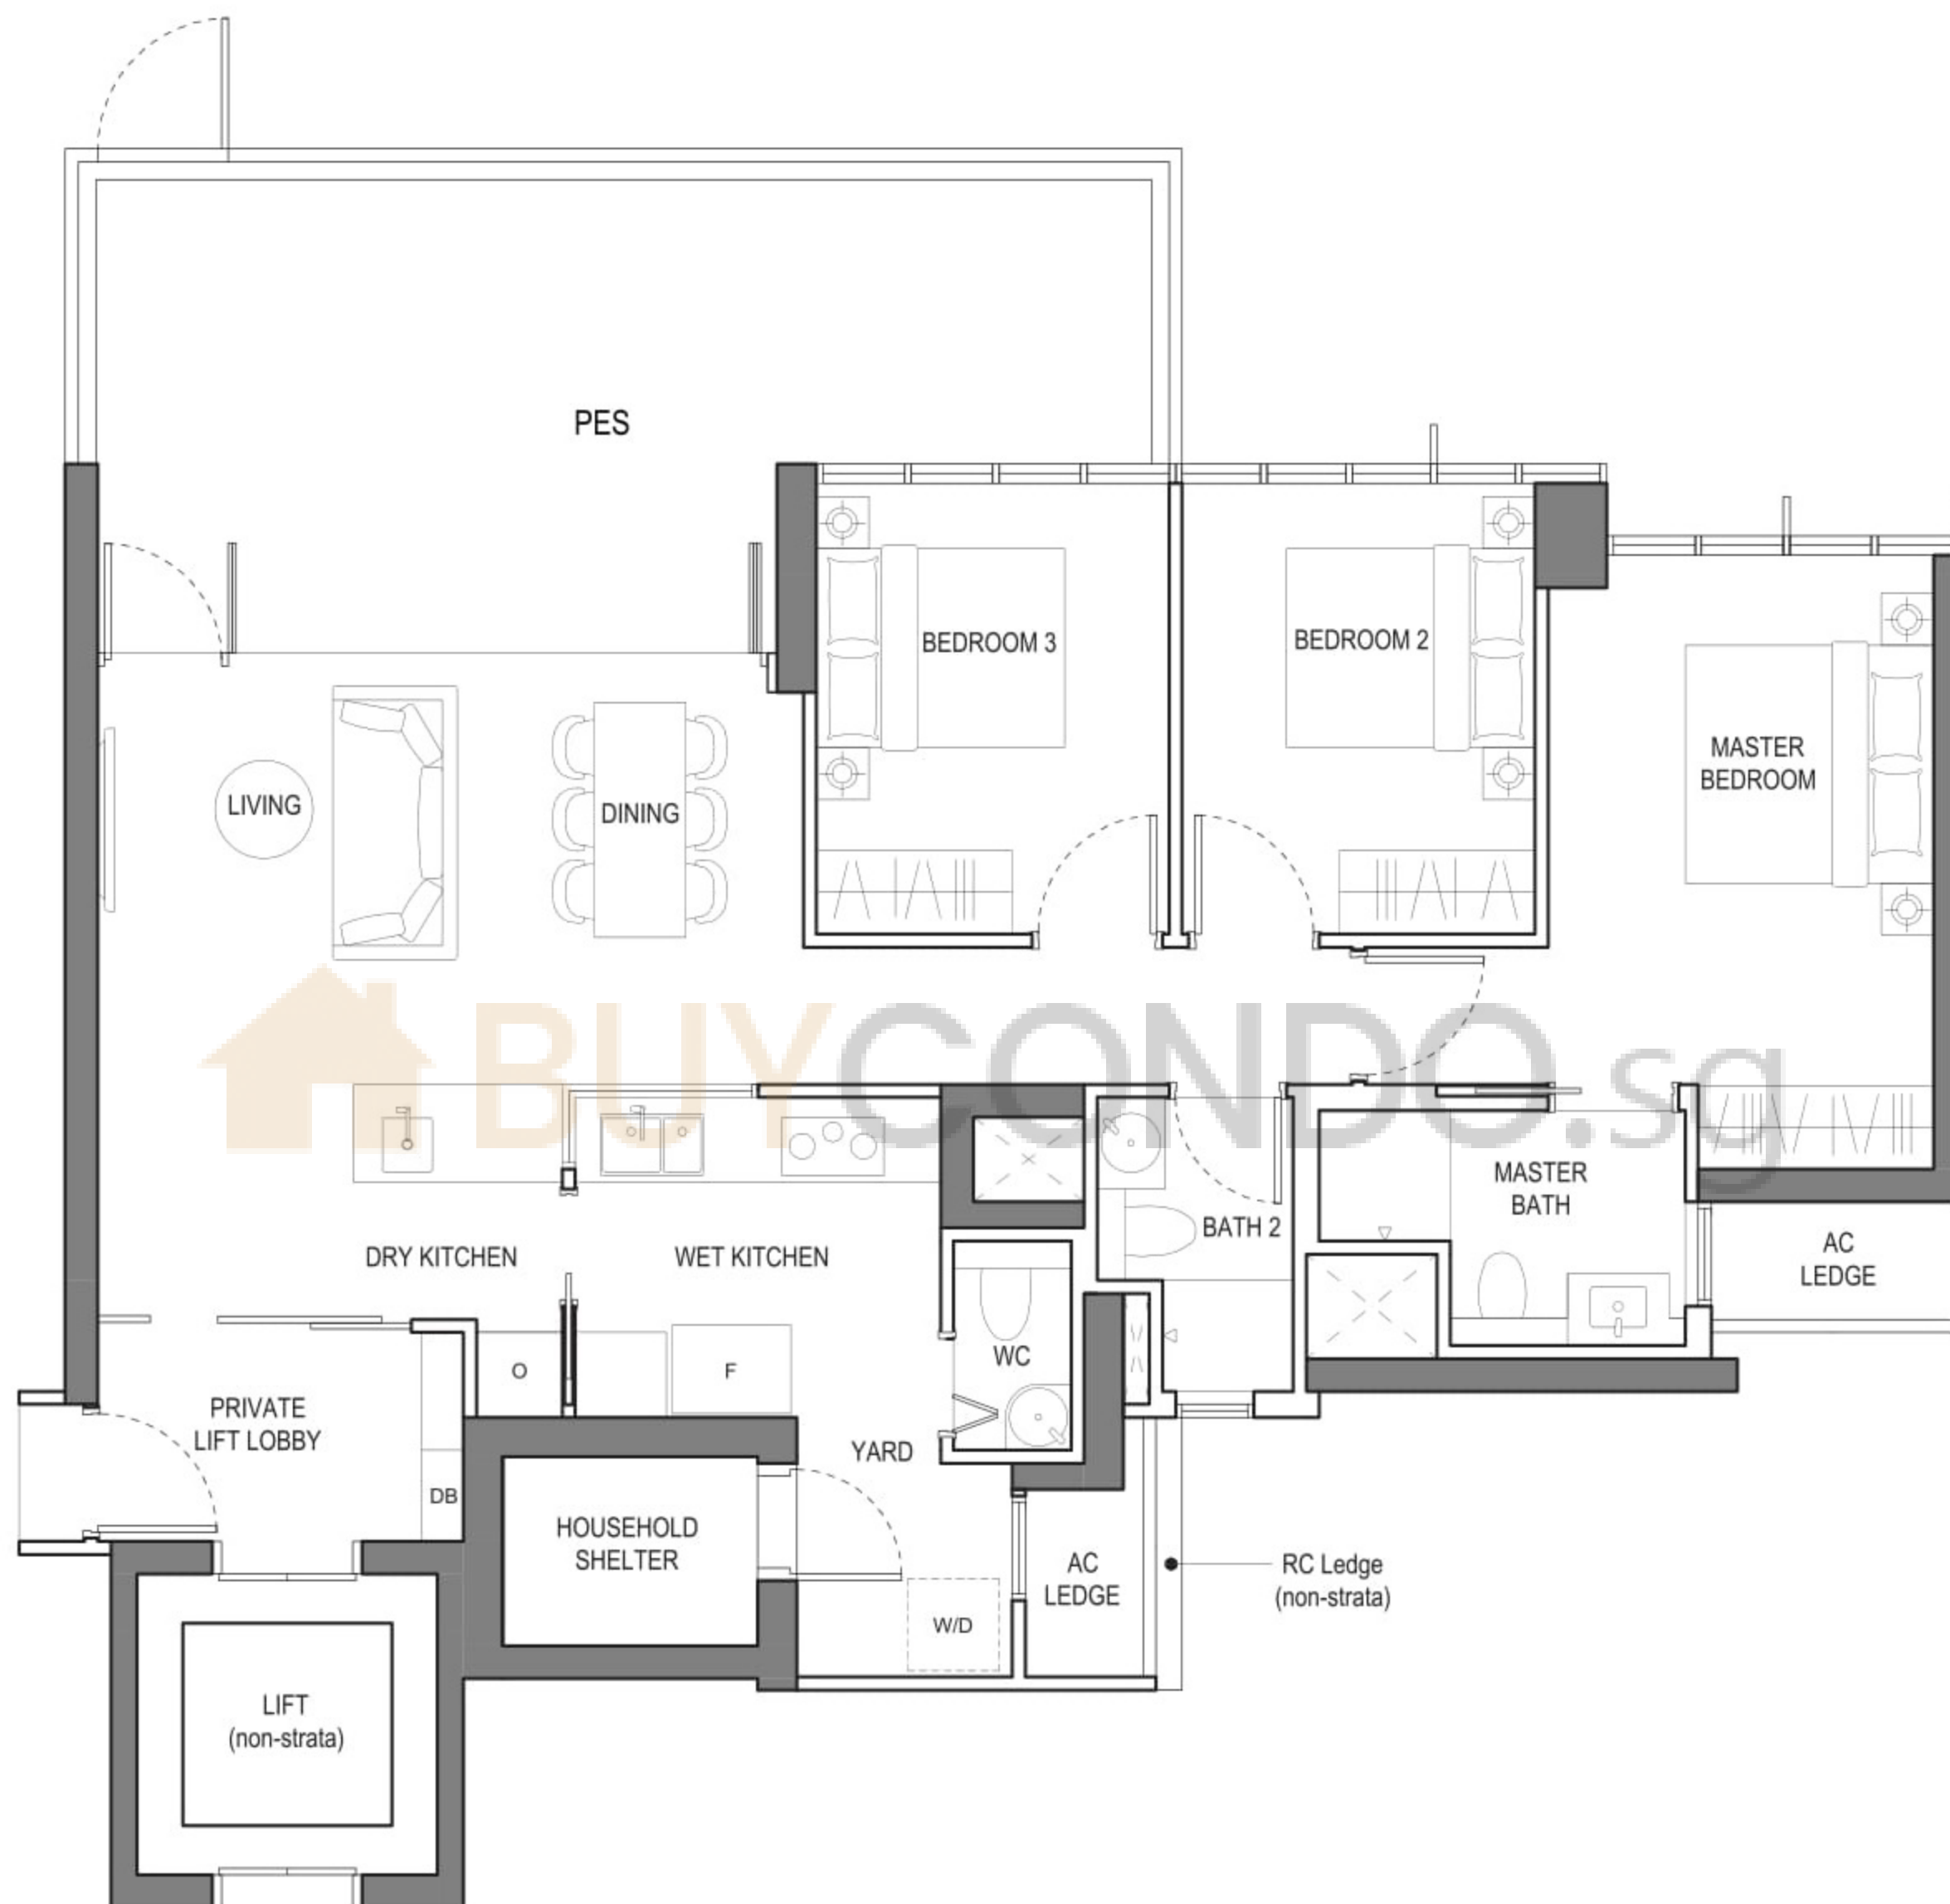 PES
BEDROOM 3
BEDROOM 2
MASTER
BEDROOM
LIVING
DINING
BUYCONDO.sg
MASTER
BATH
BATH 2
DRY KITCHEN
WET KITCHEN
AC
LEDGE
WC
O
F
PRIVATE
LIFT LOBBY
YARD
DB
HOUSEHOLD
SHELTER
AC
LEDGE
RC Ledge
(non-strata)
W/D
LIFT
(non-strata)